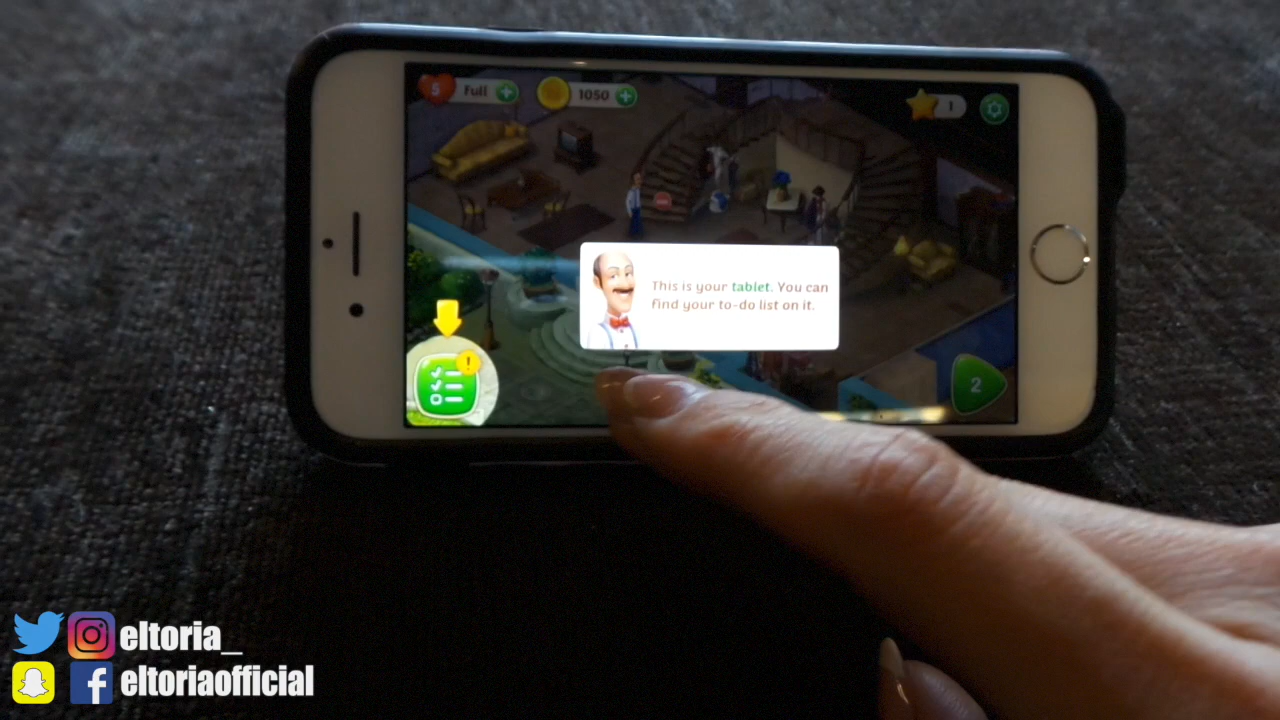 5 Full 1050 1
This is your tablet. You can
find your to-do list on it.
!
2
eltoria_
eltoriaofficial